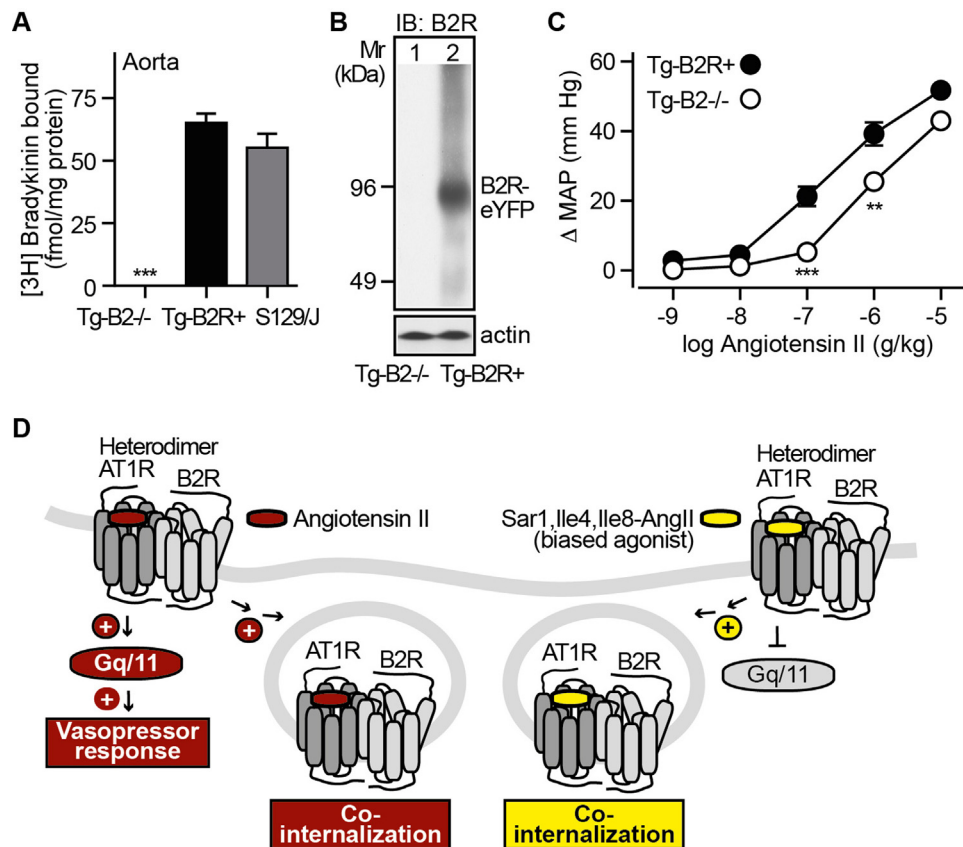 A
Aorta
[3H] Bradykinin bound
(fmol/mg protein)
75
50
25
0
***
Tg-B2-/- Tg-B2R+ S129/J
B
IB: B2R
Mr
(kDa)
1 2
96
49
B2R-
eYFP
actin
Tg-B2-/- Tg-B2R+
C
Tg-B2R+
Tg-B2-/-
Δ MAP (mm Hg)
60
40
20
0
***
**
-9 -8 -7 -6 -5
log Angiotensin II (g/kg)
D
Heterodimer
AT1R B2R
Angiotensin II
+
Gq/11
+
Vasopressor
response
+
AT1R B2R
Co-
internalization
Heterodimer
AT1R B2R
Sar1,Ile4,Ile8-AngII
(biased agonist)
+
Gq/11
AT1R B2R
Co-
internalization